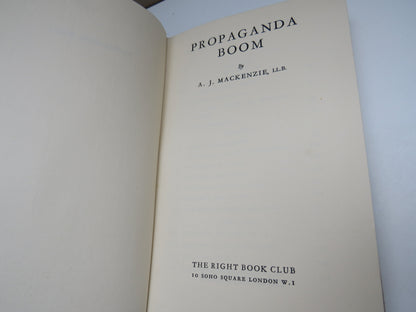 PROPAGANDA
BOOM
By
A. J. MACKENZIE, LL.B.
THE RIGHT BOOK CLUB
10 SOHO SQUARE LONDON W.1